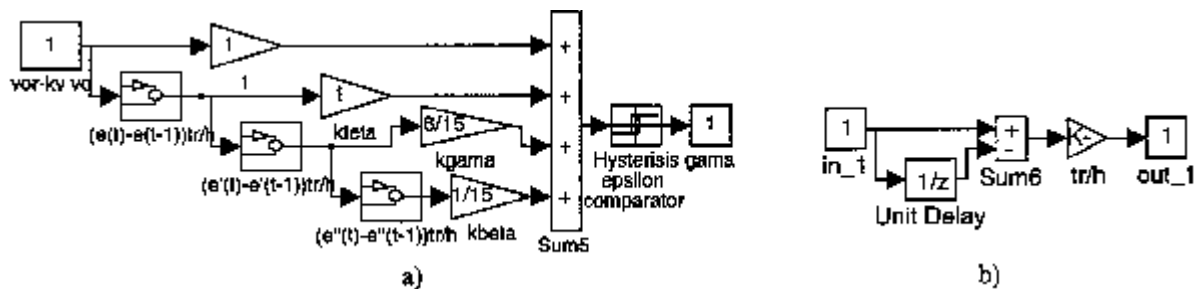 1
1
vor-kv vo
1
(e(t)-e(t-1))tr/h
t
kteta
6/15
kgama
(e'(t)-e'(t-1))tr/h
1/15
kbeta
(e"(t)-e"(t-1))tr/h
+
+
+
+
Sum5
Hysterisis
epsilon
comparator
1
gama
a)
1
in_1
1/z
Unit Delay
+
-
Sum6
K-
tr/h
1
out_1
b)